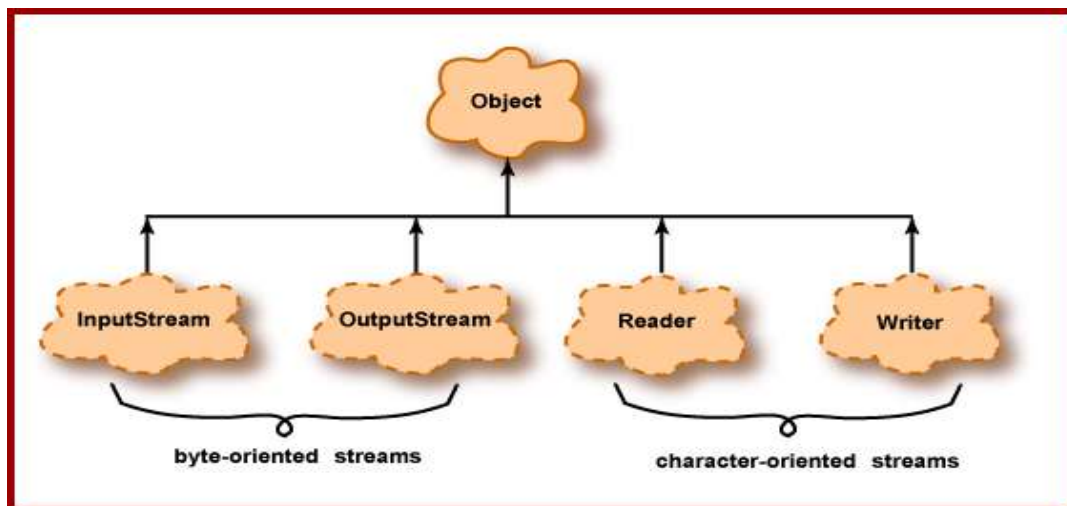 Object
InputStream
OutputStream
Reader
Writer
byte-oriented streams
character-oriented streams